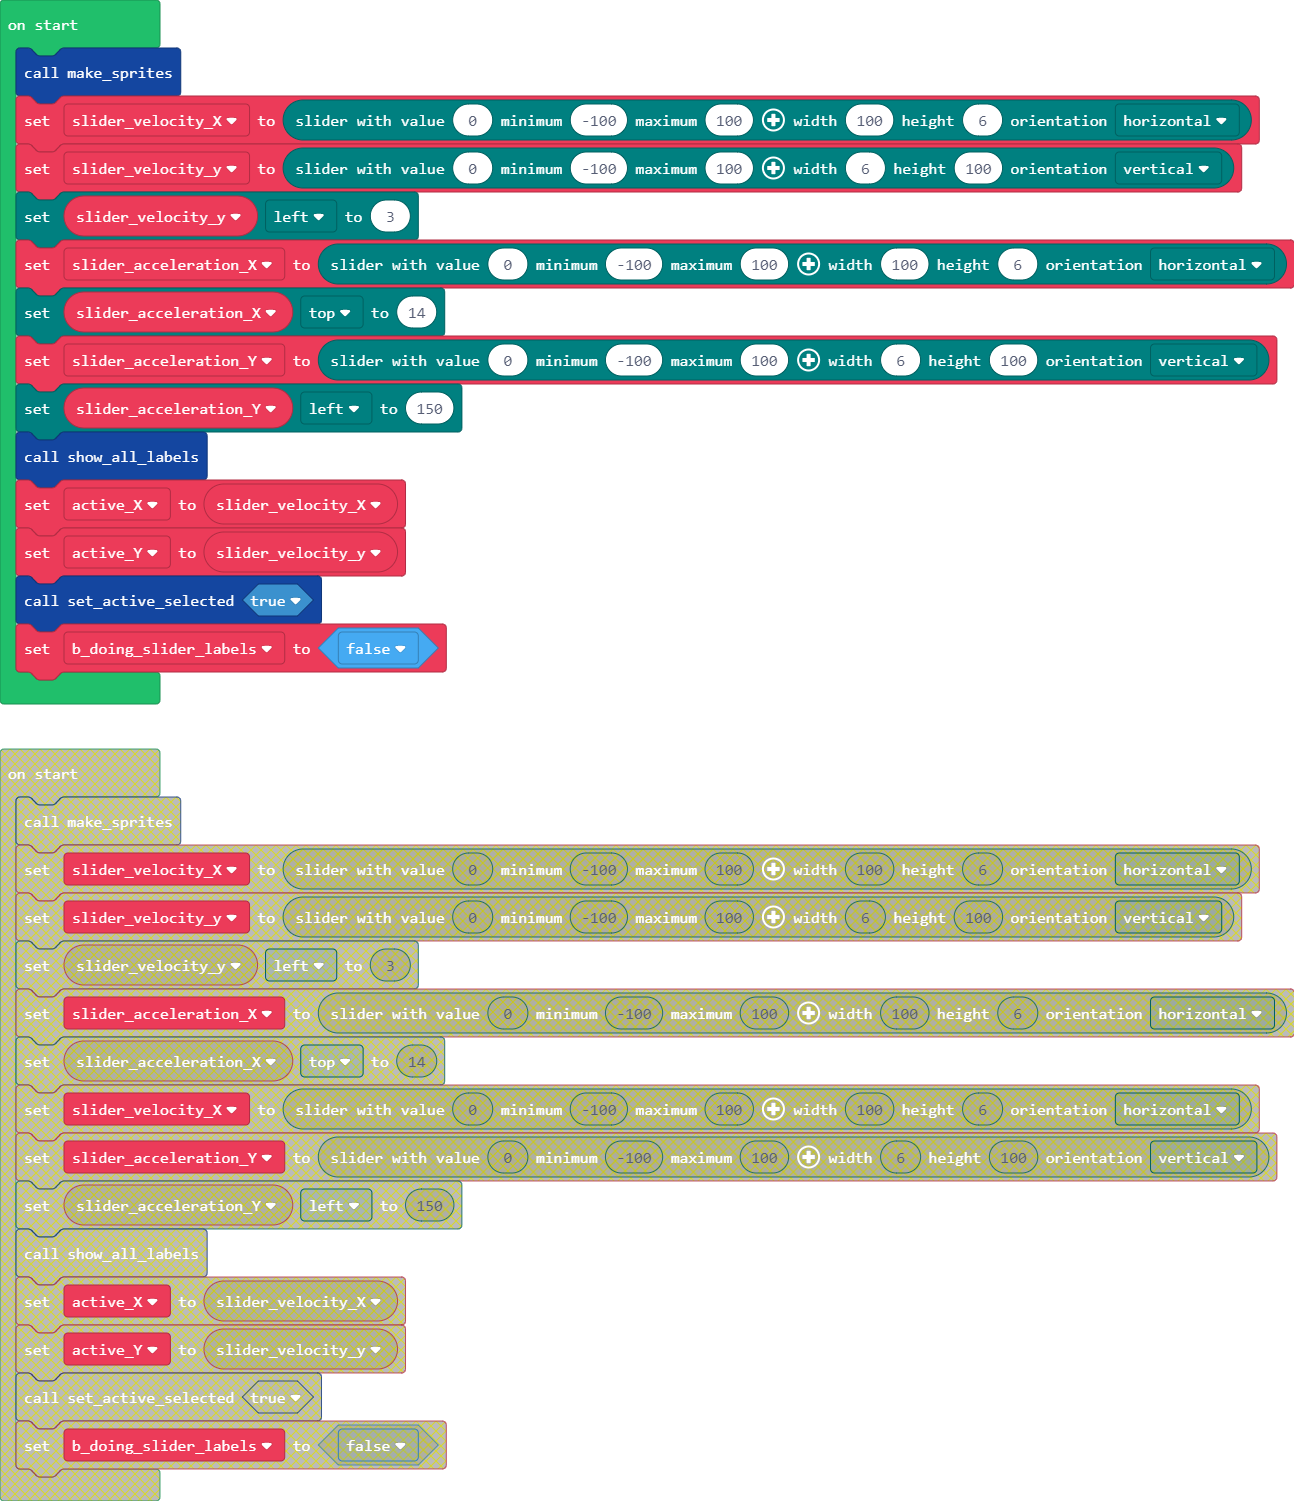 on start
call make_sprites
set slider_velocity_X to slider with value 0 minimum -100 maximum 100 width 100 height 6 orientation horizontal
set slider_velocity_y to slider with value 0 minimum -100 maximum 100 width 6 height 100 orientation vertical
set slider_velocity_y left to 3
set slider_acceleration_X to slider with value 0 minimum -100 maximum 100 width 100 height 6 orientation horizontal
set slider_acceleration_X top to 14
set slider_acceleration_Y to slider with value 0 minimum -100 maximum 100 width 6 height 100 orientation vertical
set slider_acceleration_Y left to 150
call show_all_labels
set active_X to slider_velocity_X
set active_Y to slider_velocity_y
call set_active_selected true
set b_doing_slider_labels to false
on start
call make_sprites
set slider_velocity_X to slider with value 0 minimum -100 maximum 100 width 100 height 6 orientation horizontal
set slider_velocity_y to slider with value 0 minimum -100 maximum 100 width 6 height 100 orientation vertical
set slider_velocity_y left to 3
set slider_acceleration_X to slider with value 0 minimum -100 maximum 100 width 100 height 6 orientation horizontal
set slider_acceleration_X top to 14
set slider_velocity_X to slider with value 0 minimum -100 maximum 100 width 100 height 6 orientation horizontal
set slider_acceleration_Y to slider with value 0 minimum -100 maximum 100 width 6 height 100 orientation vertical
set slider_acceleration_Y left to 150
call show_all_labels
set active_X to slider_velocity_X
set active_Y to slider_velocity_y
call set_active_selected true
set b_doing_slider_labels to false